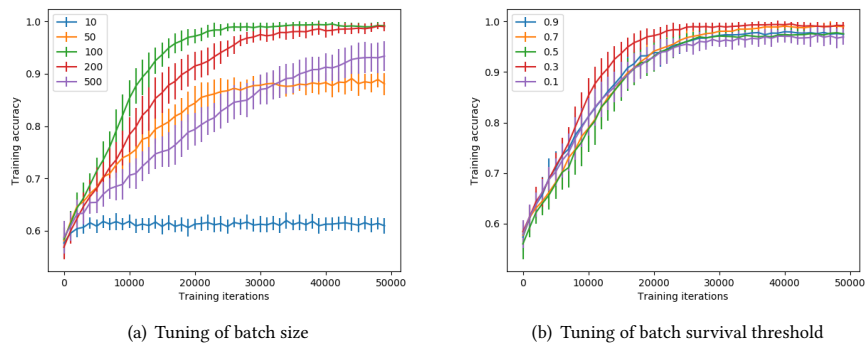 10
50
100
200
500
1.0
0.9
0.8
0.7
0.6
Training accuracy
0 10000 20000 30000 40000 50000
Training iterations
(a) Tuning of batch size
0.9
0.7
0.5
0.3
0.1
1.0
0.9
0.8
0.7
0.6
Training accuracy
0 10000 20000 30000 40000 50000
Training iterations
(b) Tuning of batch survival threshold